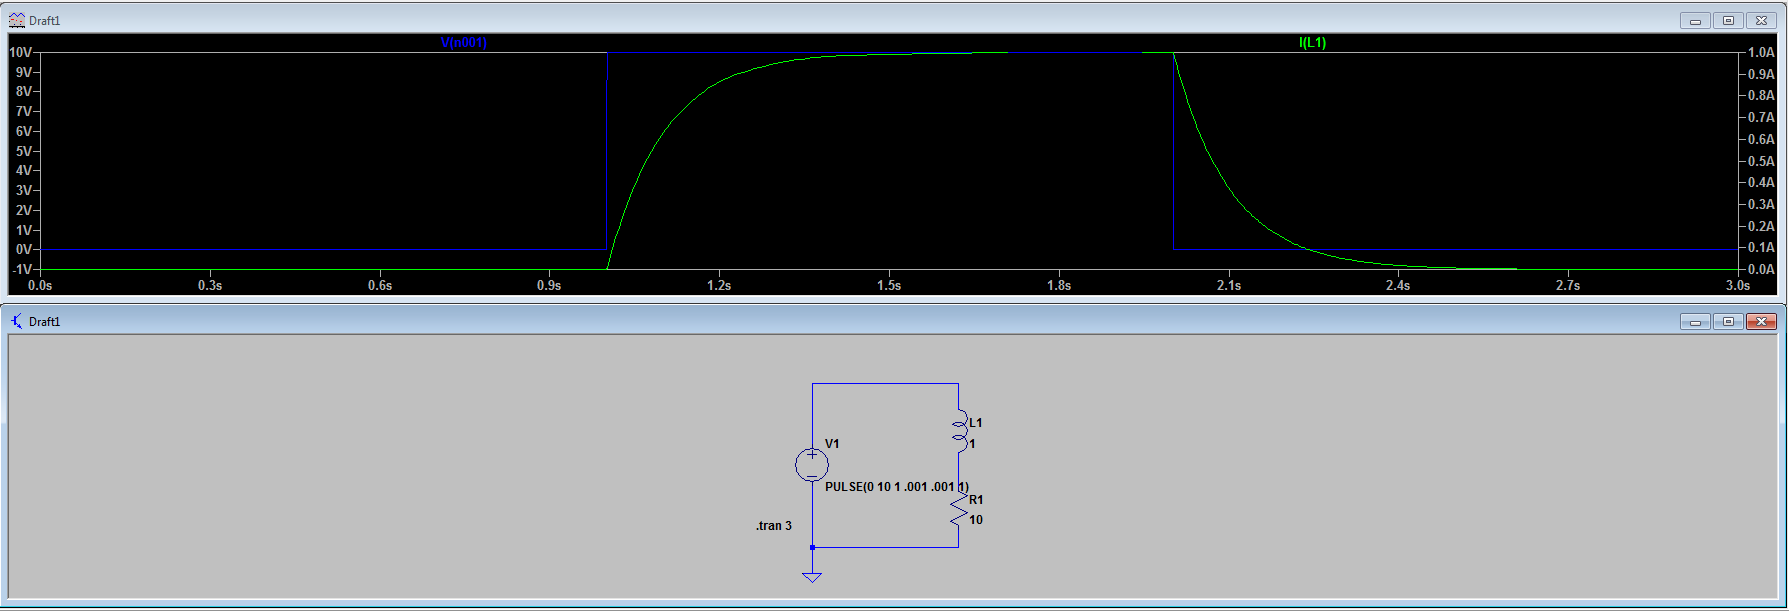 Draft1
V(n001) I(L1)
10V 1.0A
9V 0.9A
8V 0.8A
7V 0.7A
6V 0.6A
5V 0.5A
4V 0.4A
3V 0.3A
2V 0.2A
1V 0.1A
0V 0.0A
-1V
0.0s 0.3s 0.6s 0.9s 1.2s 1.5s 1.8s 2.1s 2.4s 2.7s 3.0s
Draft1
L1
1
V1
PULSE(0 10 1 .001 .001 1)
R1
10
.tran 3